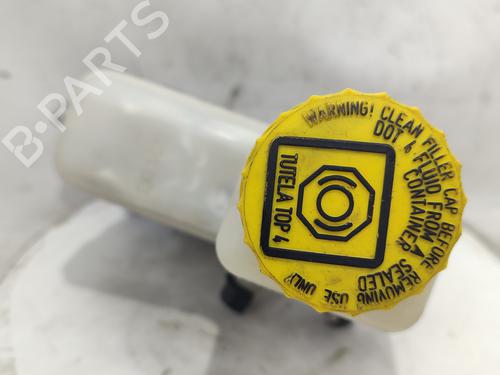 B-PARTS
WARNING! CLEAN FILLER CAP BEFORE REMOVING
USE ONLY DOT 4 FLUID FROM A SEALED
CONTAINER
TUTELA TOP 4